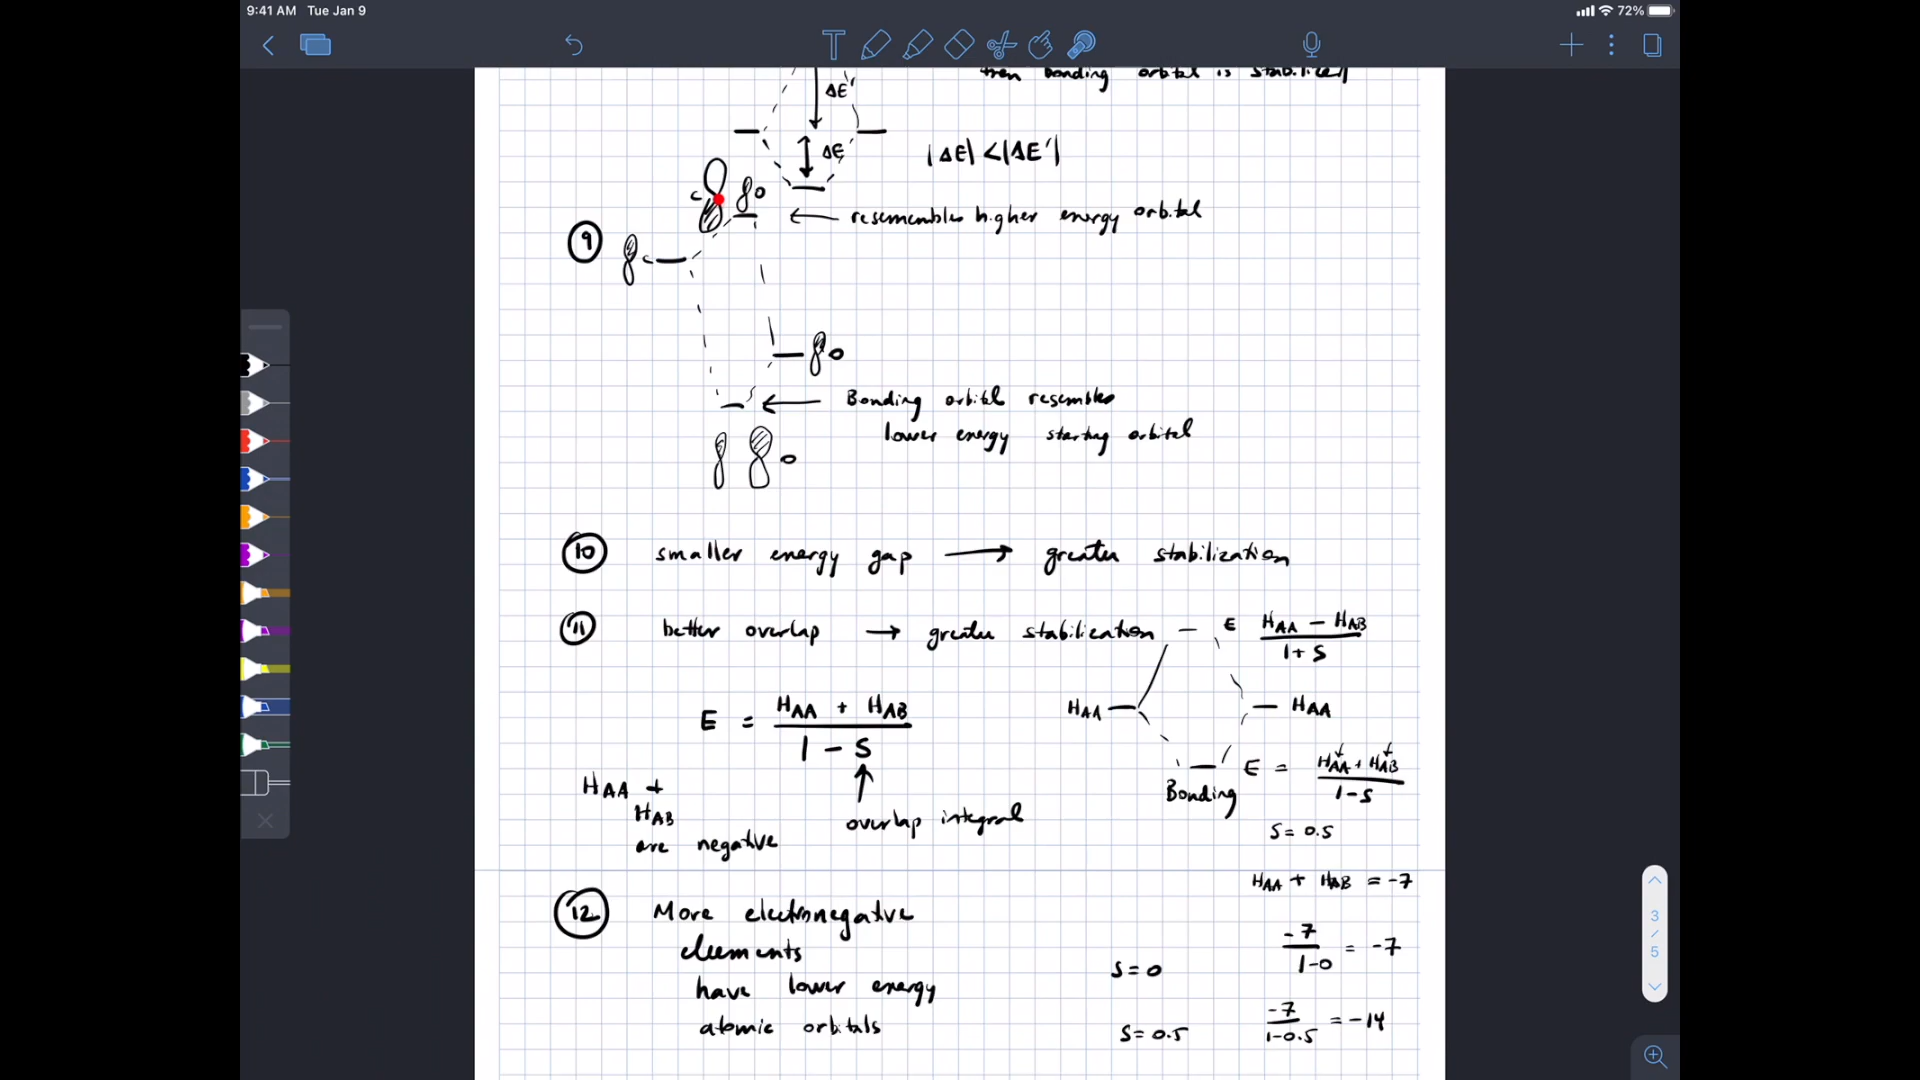 9:41 AM Tue Jan 9
72%
then bonding orbital is stabilized
ΔE'
ΔE
|ΔE| < |ΔE'|
c
o
← resembles higher energy orbital
9
c
o
← Bonding orbital resembles
lower energy starting orbital
o
10 smaller energy gap → greater stabilization
11 better overlap → greater stabilization
E HAA - HAB
1 + S
HAA
HAA
E = HAA + HAB
1 - S
Bonding
S = 0.5
E = HAA + HAB
1 - S
↑
overlap integral
HAA +
HAB
are negative
12 More electronegative
elements
have lower energy
atomic orbitals
HAA + HAB = -7
S = 0
-7
1-0
= -7
S = 0.5
-7
1-0.5
= -14
3
/
5